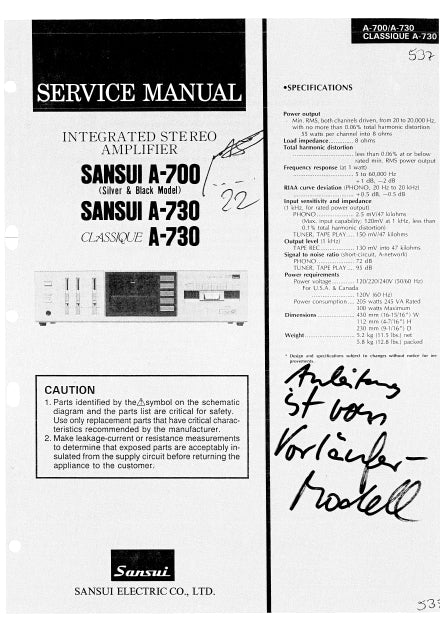 A-700/A-730
CLASSIQUE A-730
537
SERVICE MANUAL
INTEGRATED STEREO
AMPLIFIER
SANSUI A-700
(Silver & Black Model)
SANSUI A-730
CLASSIQUE A-730
22
CAUTION
1. Parts identified by the ⚠ symbol on the schematic
diagram and the parts list are critical for safety.
Use only replacement parts that have critical charac-
teristics recommended by the manufacturer.
2. Make leakage-current or resistance measurements
to determine that exposed parts are acceptably in-
sulated from the supply circuit before returning the
appliance to the customer.
Sansui
SANSUI ELECTRIC CO., LTD.
•SPECIFICATIONS
Power output
Min. RMS, both channels driven, from 20 to 20,000 Hz,
with no more than 0.06% total harmonic distortion
55 watts per channel into 8 ohms
Load impedance............ 8 ohms
Total harmonic distortion
............ less than 0.06% at or below
rated min. RMS power output
Frequency response (at 1 watt)
............ 5 to 60,000 Hz
+1 dB, −2 dB
RIAA curve deviation (PHONO, 20 Hz to 20 kHz)
............ +0.5 dB, −0.5 dB
Input sensitivity and impedance
(1 kHz, for rated power output)
PHONO............ 2.5 mV/47 kilohms
(Max. input capability; 120mV at 1 kHz, less than
0.1% total harmonic distortion)
TUNER, TAPE PLAY..... 150 mV/47 kilohms
Output level (1 kHz)
TAPE REC............ 130 mV into 47 kilohms
Signal to noise ratio (short-circuit, A-network)
PHONO............ 72 dB
TUNER, TAPE PLAY..... 95 dB
Power requirements
Power voltage............ 120/220/240V (50/60 Hz)
For U.S.A. & Canada
............ 120V (60 Hz)
Power consumption ... 205 watts 245 VA Rated
300 watts Maximum
Dimensions............ 430 mm (16-15/16") W
112 mm (4-7/16") H
230 mm (9-1/16") D
Weight............ 5.2 kg (11.5 lbs.) net
5.8 kg (12.8 lbs.) packed
* Design and specifications subject to changes without notice for im-
provements.
Anleitung
ist vom
Vorläufer-
Modell
537